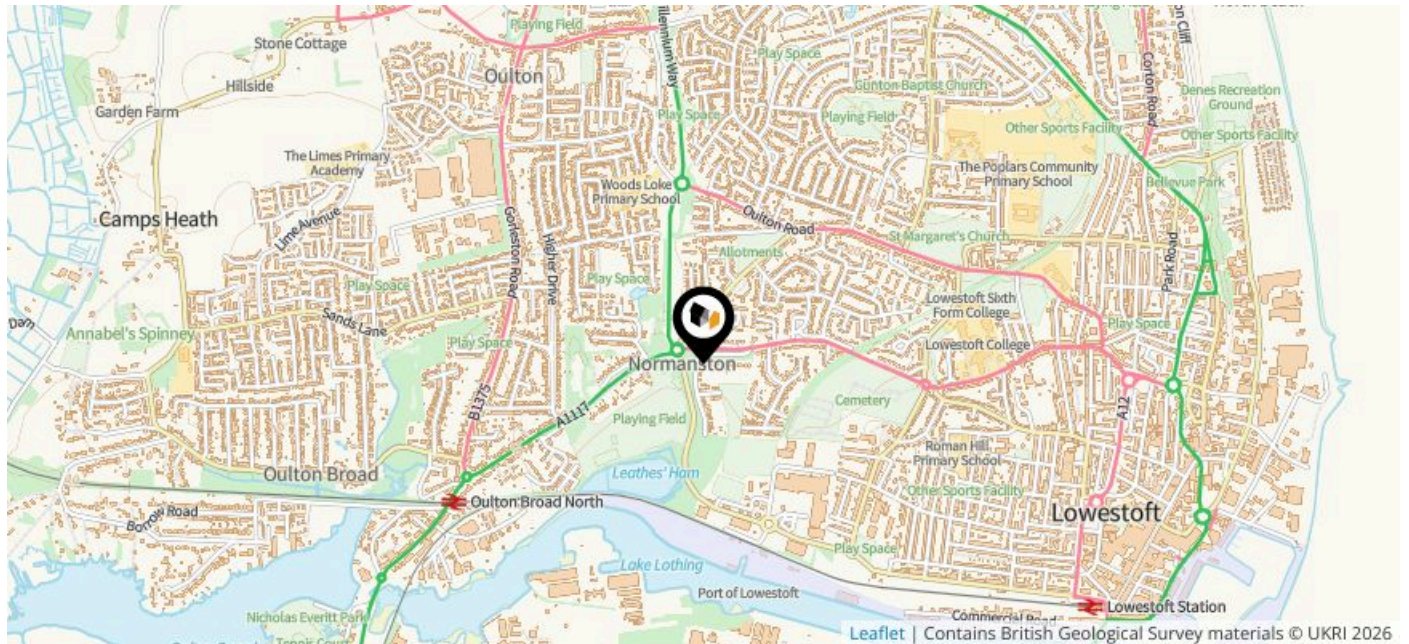 Playing Field
Stone Cottage
Oulton
Hillside
Garden Farm
Millennium Way
Play Space
Gunton Baptist Church
Playing Field
Play Space
Corton Road
Denes Recreation
Ground
Other Sports Facility
Other Sports Facility
The Limes Primary
Academy
Woods Loke
Primary School
The Poplars Community
Primary School
Bellevue Park
Camps Heath
Lime Avenue
Gorleston Road
Higher Drive
Oulton Road
St Margaret's Church
Allotments
Park Road
Play Space
Play Space
Lowestoft Sixth
Form College
Play Space
Sands Lane
Annabel's Spinney
Play Space
Lowestoft College
Normanston
B1375
A1117
Cemetery
A12
Playing Field
Roman Hill
Primary School
Oulton Broad
Leathes' Ham
Other Sports Facility
Oulton Broad North
Borrow Road
Lowestoft
Play Space
Lake Lothing
Port of Lowestoft
Lowestoft Station
Nicholas Everitt Park
Commercial Road
Leaflet | Contains British Geological Survey materials © UKRI 2026